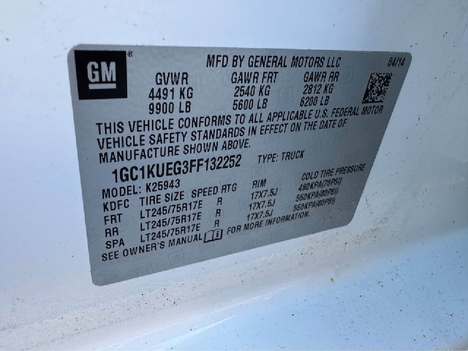 GM
MFD BY GENERAL MOTORS LLC 04/14
GVWR GAWR FRT GAWR RR
4491 KG 2540 KG 2812 KG
9900 LB 5600 LB 6200 LB
THIS VEHICLE CONFORMS TO ALL APPLICABLE U.S. FEDERAL MOTOR
VEHICLE SAFETY STANDARDS IN EFFECT ON THE DATE OF
MANUFACTURE SHOWN ABOVE.
1GC1KUEG3FF132252 TYPE: TRUCK
MODEL: K25943
KDFC TIRE SIZE SPEED RTG RIM COLD TIRE PRESSURE
FRT LT245/75R17E R 17X7.5J
RR LT245/75R17E R 17X7.5J 550KPA(80PSI)
SPA LT245/75R17E R 17X7.5J 550KPA(80PSI)
SEE OWNER'S MANUAL FOR MORE INFORMATION.